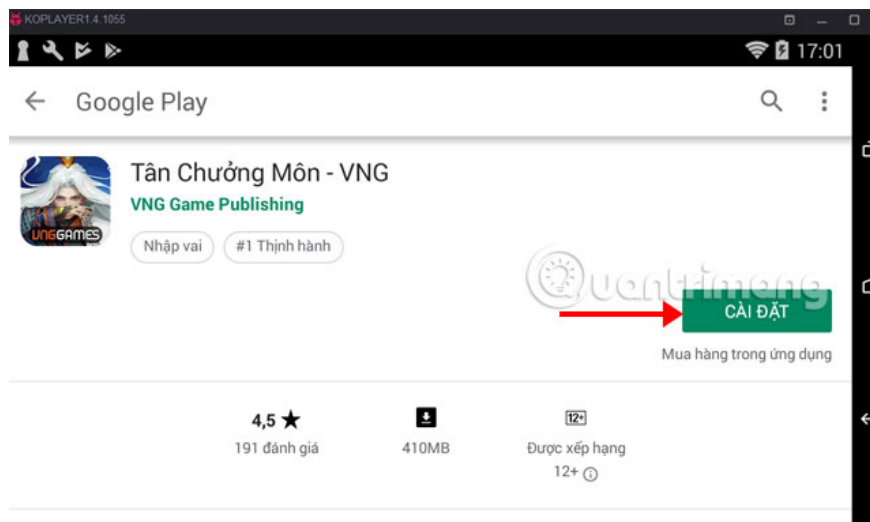 KOPLAYER1.4.1055
17:01
Google Play
Tân Chưởng Môn - VNG
VNG Game Publishing
VNGGAMES
Nhập vai
#1 Thịnh hành
Quantrimang
CÀI ĐẶT
Mua hàng trong ứng dụng
4,5 ★
191 đánh giá
410MB
12+
Được xếp hạng
12+